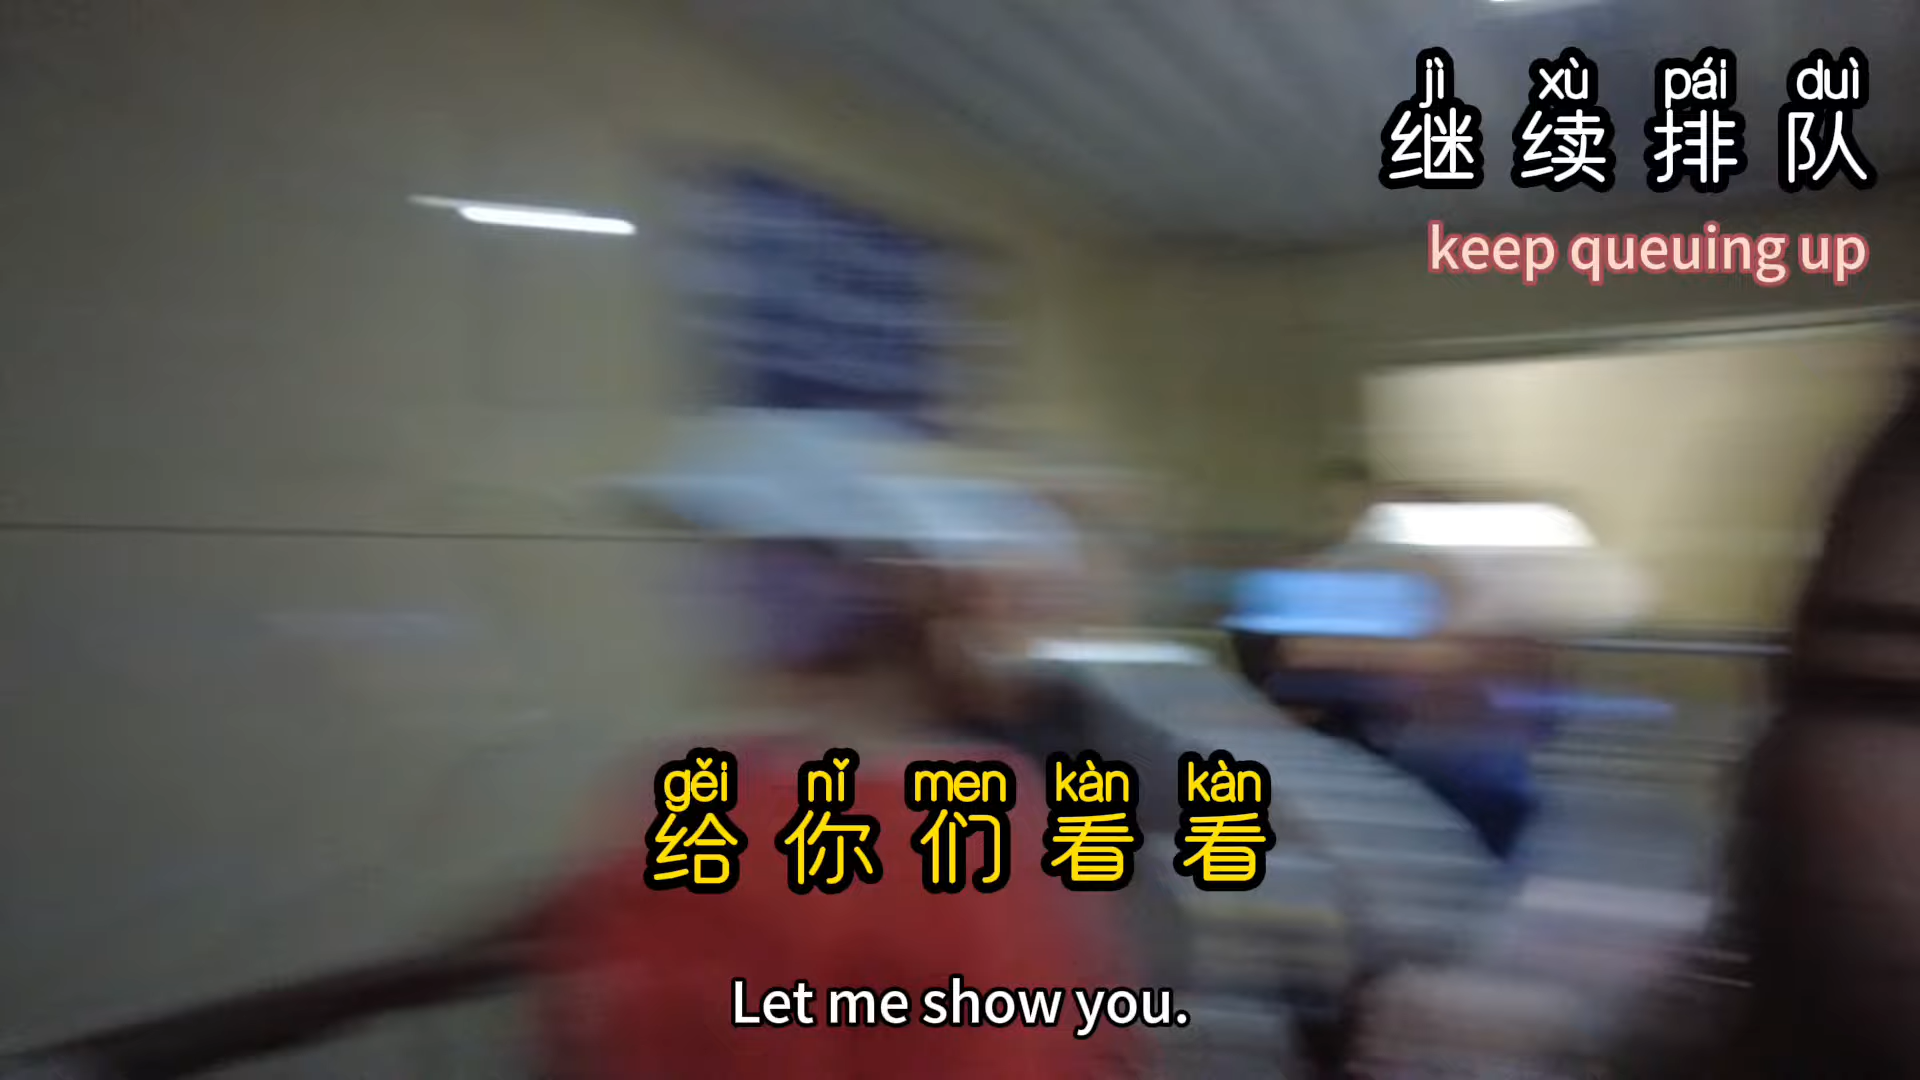 jì xù pái duì
继续排队
keep queuing up
gěi nǐ men kàn kàn
给你们看看
Let me show you.